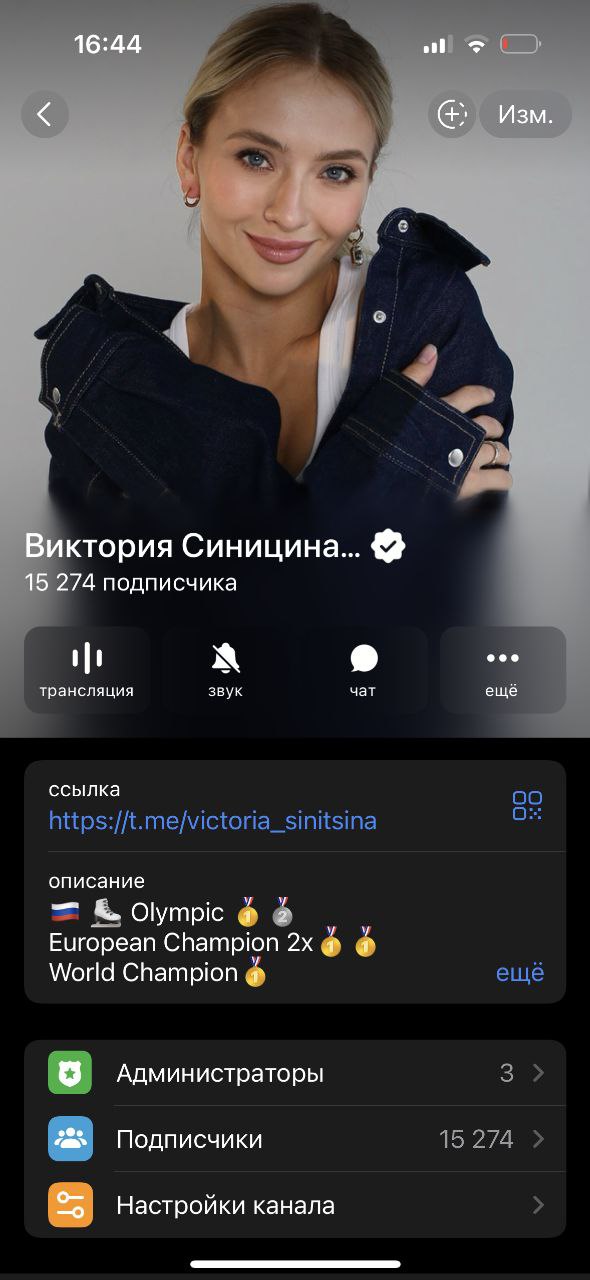 16:44
Изм.
Виктория Синицина...
15 274 подписчика
трансляция
звук
чат
ещё
ссылка
https://t.me/victoria_sinitsina
описание
🇷🇺 ⛸️ Olympic 🥇 🥈
European Champion 2x🥇 🥇
World Champion🥇
ещё
Администраторы 3
Подписчики 15 274
Настройки канала